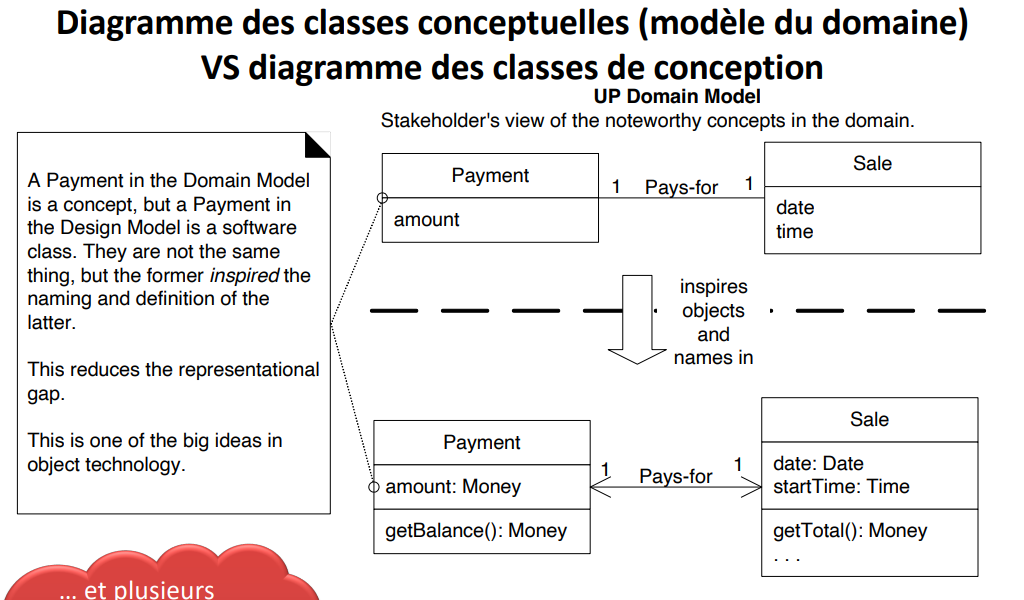 Diagramme des classes conceptuelles (modèle du domaine)
VS diagramme des classes de conception
UP Domain Model
Stakeholder's view of the noteworthy concepts in the domain.
A Payment in the Domain Model
is a concept, but a Payment in
the Design Model is a software
class. They are not the same
thing, but the former inspired the
naming and definition of the
latter.
This reduces the representational
gap.
This is one of the big ideas in
object technology.
Payment
amount
1 Pays-for 1
Sale
date
time
inspires
objects
and
names in
Payment
amount: Money
getBalance(): Money
1 Pays-for 1
Sale
date: Date
startTime: Time
getTotal(): Money
. . .
... et plusieurs